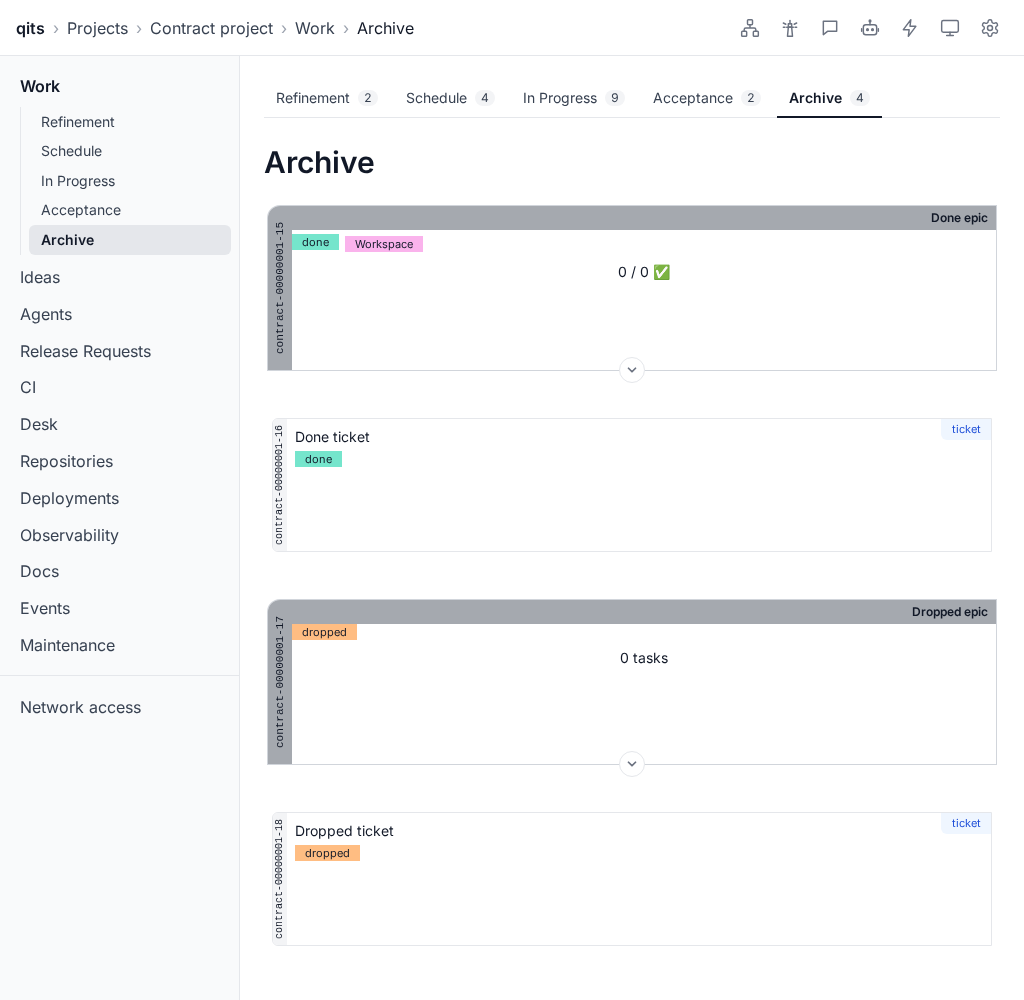 qits › Projects › Contract project › Work › Archive
Work
Refinement
Schedule
In Progress
Acceptance
Archive
Ideas
Agents
Release Requests
CI
Desk
Repositories
Deployments
Observability
Docs
Events
Maintenance
Network access
Refinement 2 Schedule 4 In Progress 9 Acceptance 2 Archive 4
Archive
Done epic
contract-00000001-15
done Workspace
0 / 0 ✅
contract-00000001-16
Done ticket
ticket
done
Dropped epic
contract-00000001-17
dropped
0 tasks
contract-00000001-18
Dropped ticket
ticket
dropped